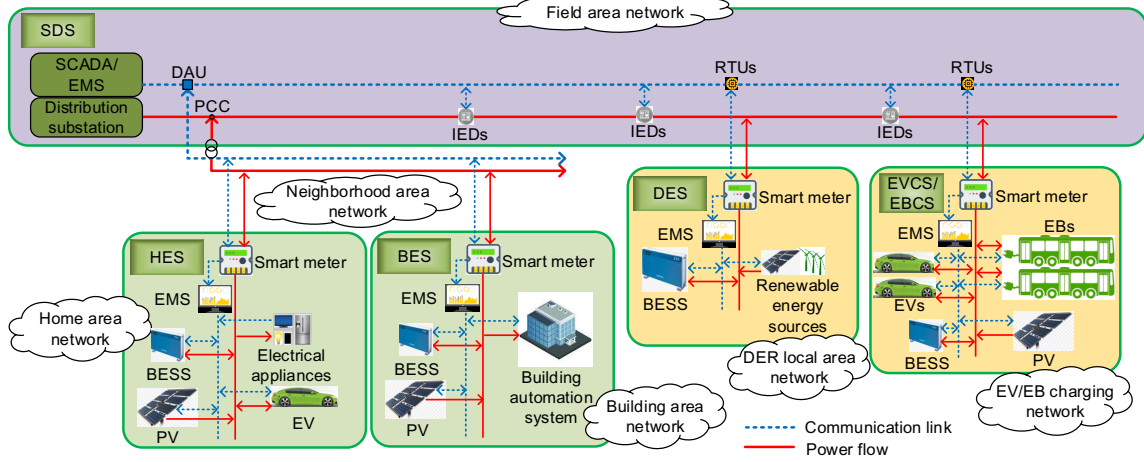 Field area network
SDS
SCADA/
EMS
DAU
RTUs
RTUs
Distribution
substation
PCC
IEDs
IEDs
IEDs
Neighborhood area
network
HES
Smart meter
EMS
Home area
network
BESS
Electrical
appliances
PV
EV
BES
Smart meter
EMS
BESS
PV
Building
automation
system
Building area
network
DES
Smart meter
EMS
BESS
Renewable
energy
sources
DER local area
network
EVCS/
EBCS
Smart meter
EMS
EBs
EVs
BESS
PV
EV/EB charging
network
Communication link
Power flow